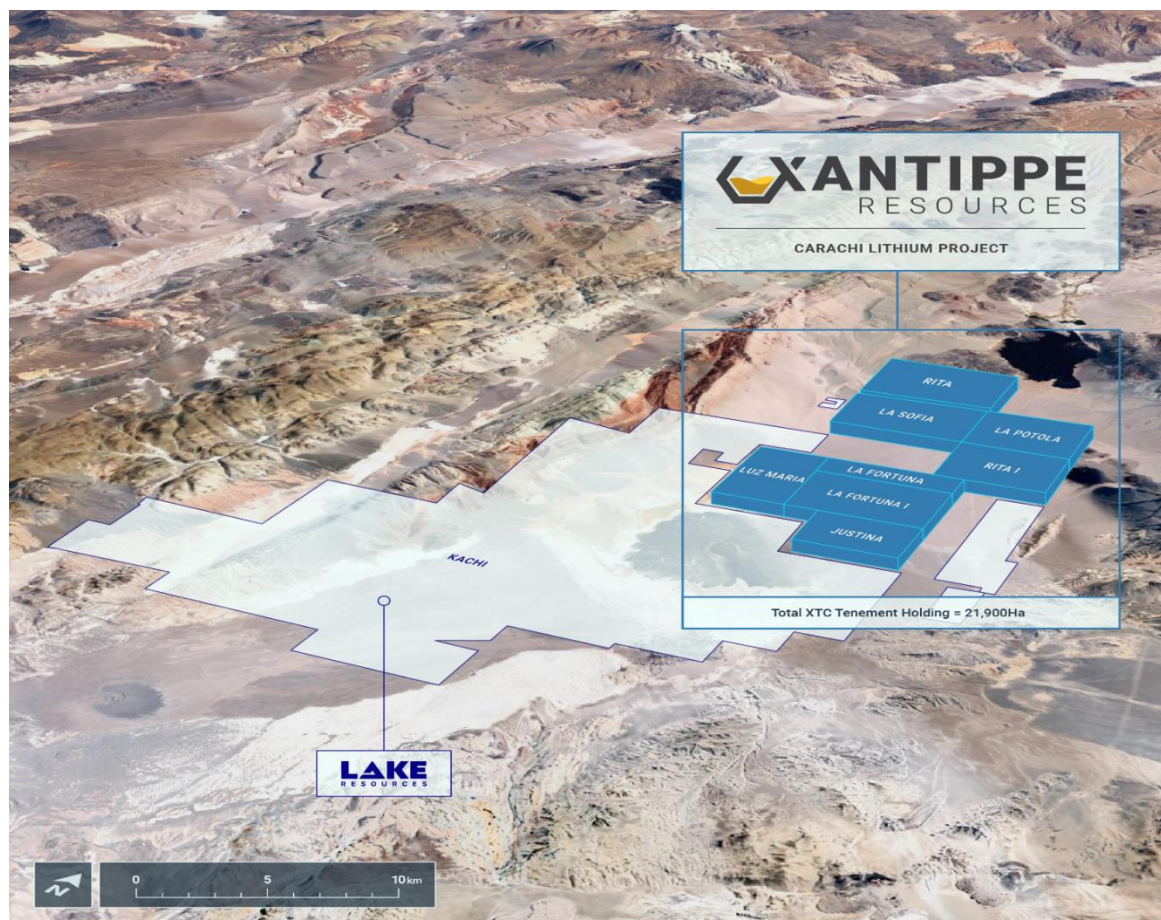 XANTIPPE
RESOURCES
CARACHI LITHIUM PROJECT
RITA
LA SOFIA
LA POTOLA
LUZ MARIA
LA FORTUNA
RITA I
LA FORTUNA I
JUSTINA
KACHI
Total XTC Tenement Holding = 21,900Ha
LAKE
RESOURCES
N
0 5 10km